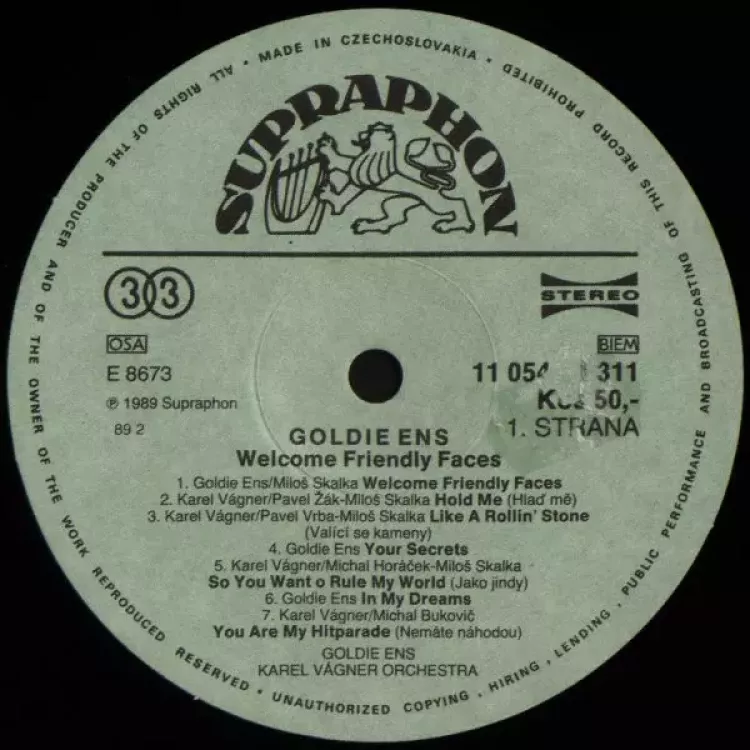 MADE IN CZECHOSLOVAKIA • ALL RIGHTS OF THE PRODUCER AND OF THE OWNER OF THE WORK REPRODUCED RESERVED • UNAUTHORIZED COPYING, HIRING, LENDING, PUBLIC PERFORMANCE AND BROADCASTING OF THIS RECORD PROHIBITED •
SUPRAPHON
33
STEREO
OSA
BIEM
E 8673
11 054 311
℗ 1989 Supraphon
Kčs 50,-
89 2
1. STRANA
GOLDIE ENS
Welcome Friendly Faces
1. Goldie Ens/Miloš Skalka Welcome Friendly Faces
2. Karel Vágner/Pavel Žák-Miloš Skalka Hold Me (Hlaď mě)
3. Karel Vágner/Pavel Vrba-Miloš Skalka Like A Rollin' Stone
(Valící se kameny)
4. Goldie Ens Your Secrets
5. Karel Vágner/Michal Horáček-Miloš Skalka
So You Want o Rule My World (Jako jindy)
6. Goldie Ens In My Dreams
7. Karel Vágner/Michal Bukovič
You Are My Hitparade (Nemáte náhodou)
GOLDIE ENS
KAREL VÁGNER ORCHESTRA